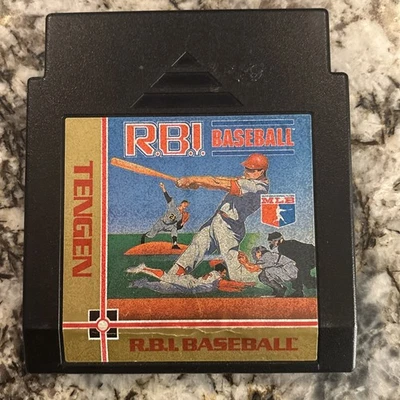 R.B.I.
BASEBALL
TENGEN
MLB
R.B.I. BASEBALL